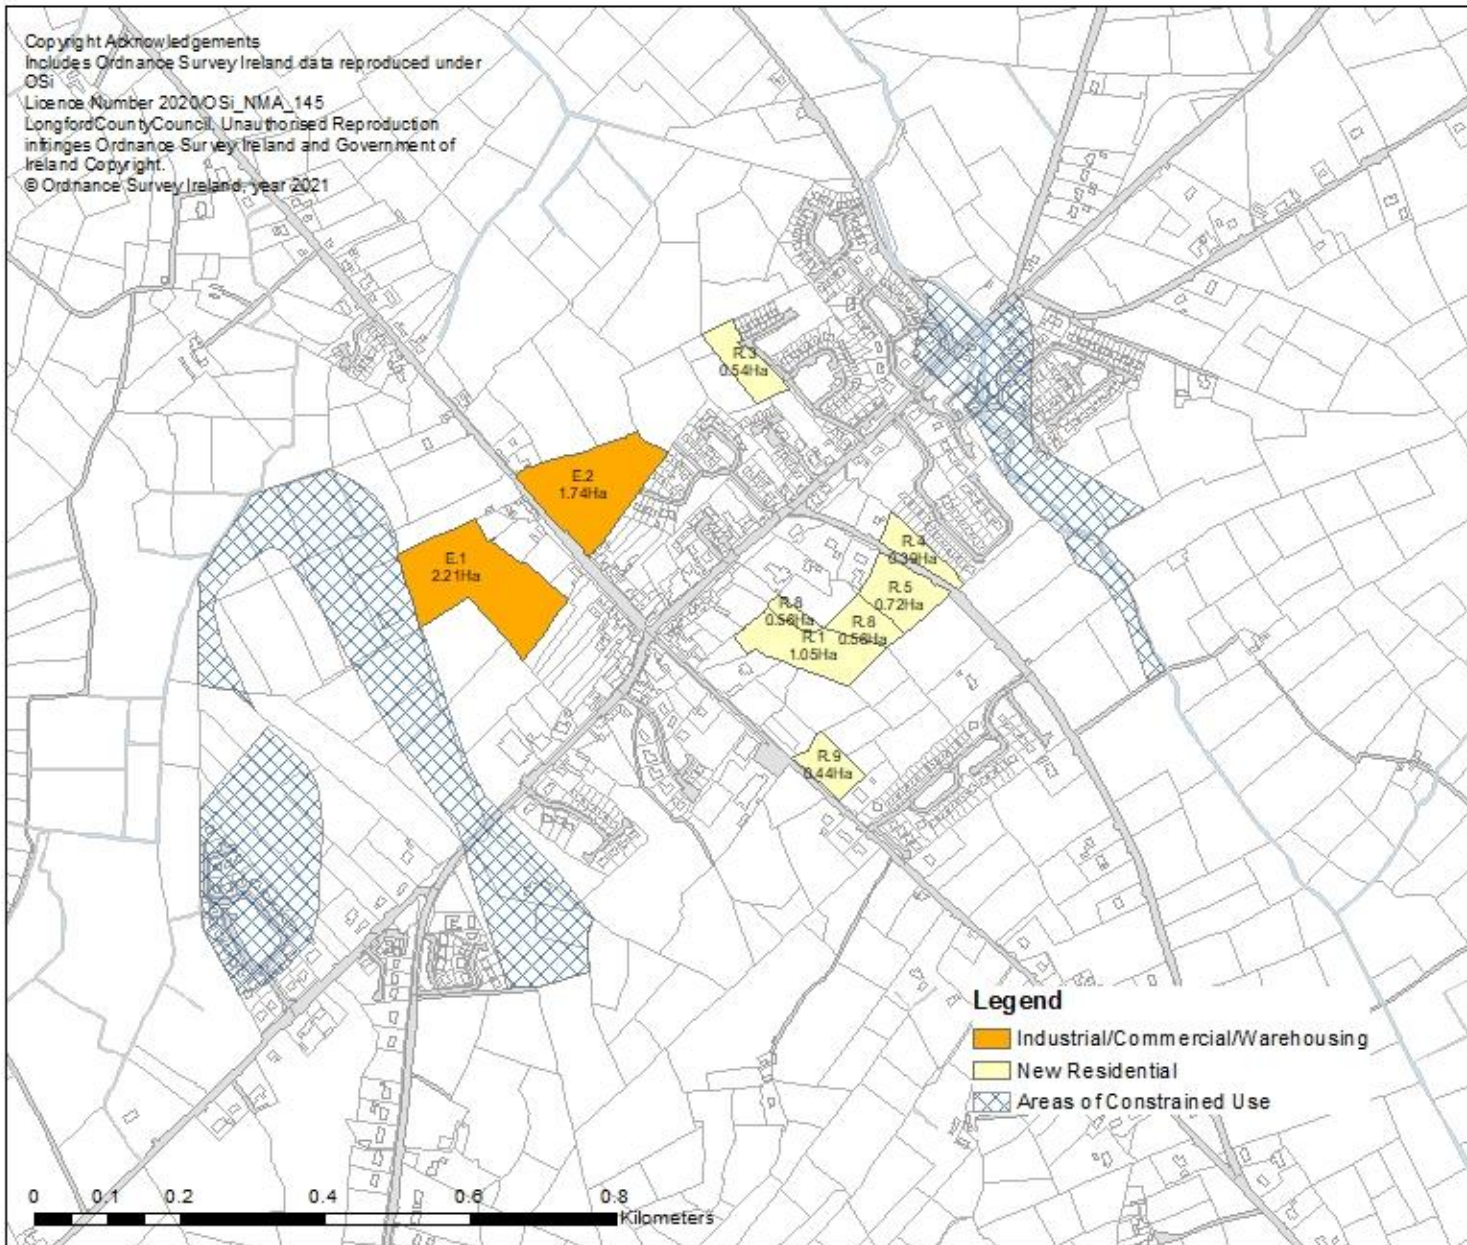 Copyright Acknowledgements
Includes Ordnance Survey Ireland data reproduced under
OSi
Licence Number 2020/OSi_NMA_145
LongfordCountyCouncil. Unauthorised Reproduction
infringes Ordnance Survey Ireland and Government of
Ireland Copyright.
© Ordnance Survey Ireland, year 2021
R.3
0.54Ha
E.2
1.74Ha
E.1
2.21Ha
R.4
0.39Ha
R.5
0.72Ha
R.8
0.56Ha
R.8
0.56Ha
R.1
1.05Ha
R.9
0.44Ha
Legend
Industrial/Commercial/Warehousing
New Residential
Areas of Constrained Use
0 0.1 0.2 0.4 0.6 0.8
Kilometers